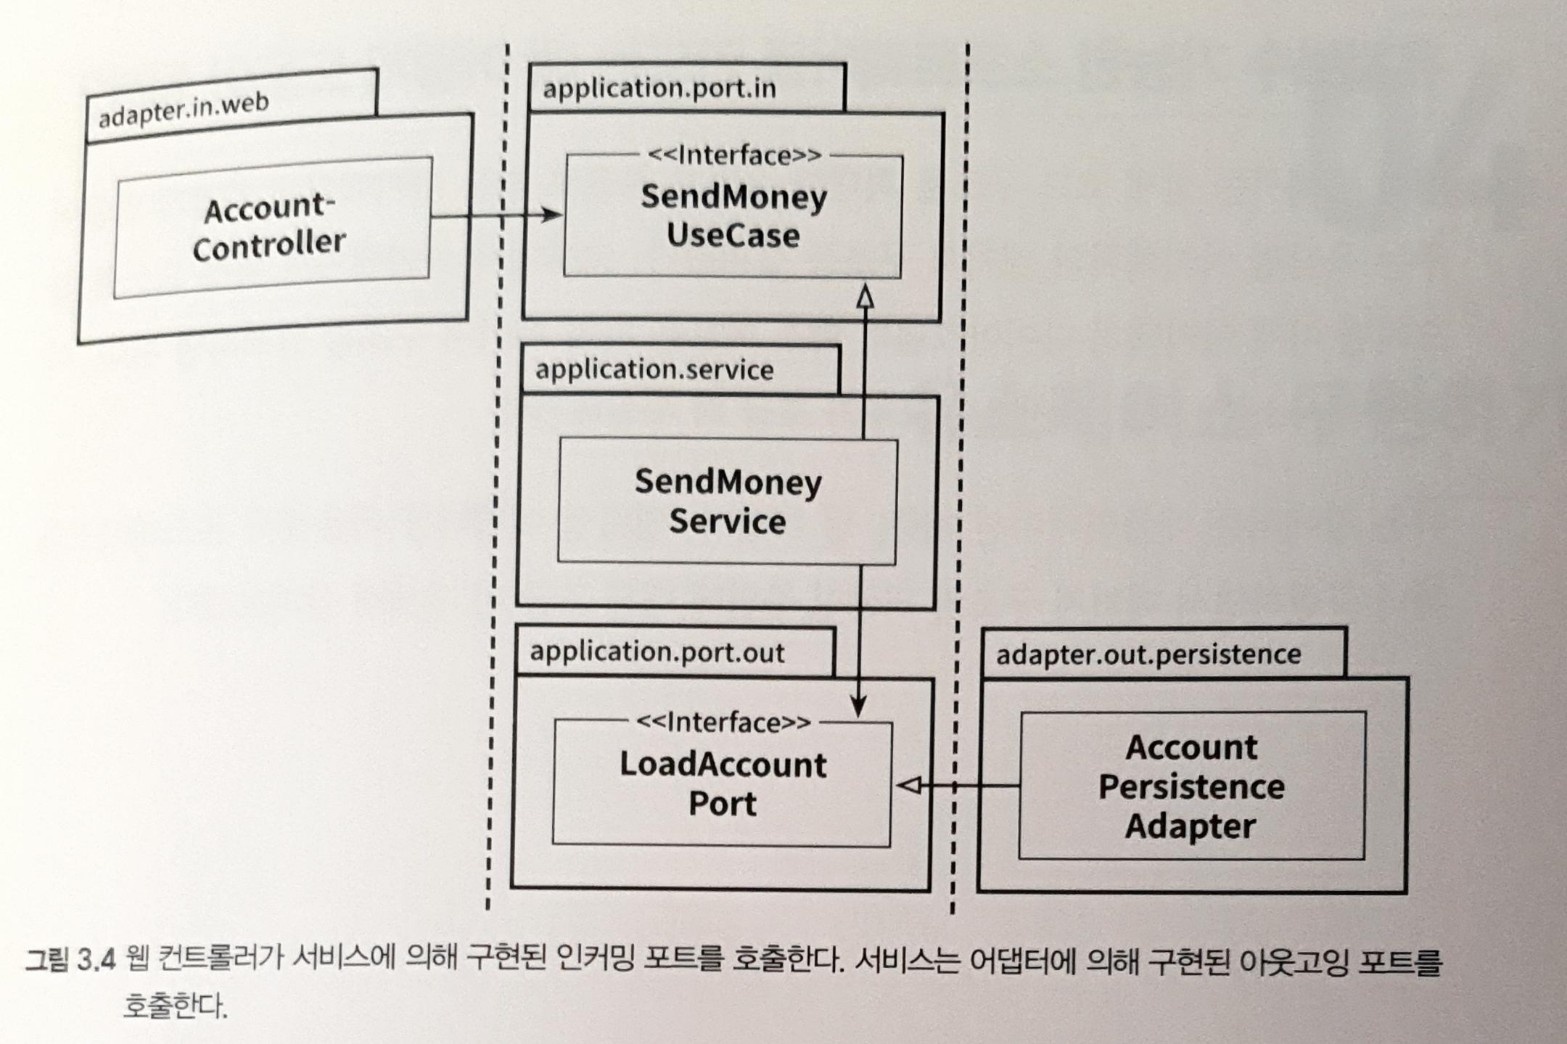 adapter.in.web
Account-
Controller
application.port.in
<<Interface>>
SendMoney
UseCase
application.service
SendMoney
Service
application.port.out
<<Interface>>
LoadAccount
Port
adapter.out.persistence
Account
Persistence
Adapter
그림 3.4 웹 컨트롤러가 서비스에 의해 구현된 인커밍 포트를 호출한다. 서비스는 어댑터에 의해 구현된 아웃고잉 포트를
호출한다.